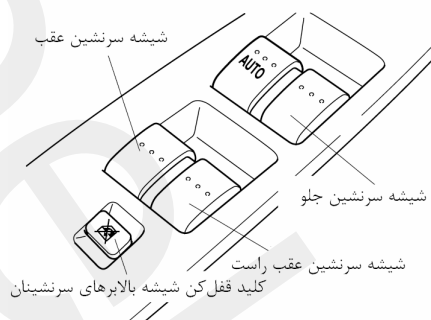 شیشه سرنشین عقب
AUTO
شیشه سرنشین جلو
شیشه سرنشین عقب راست
کلید قفل‌کن شیشه بالابرهای سرنشینان